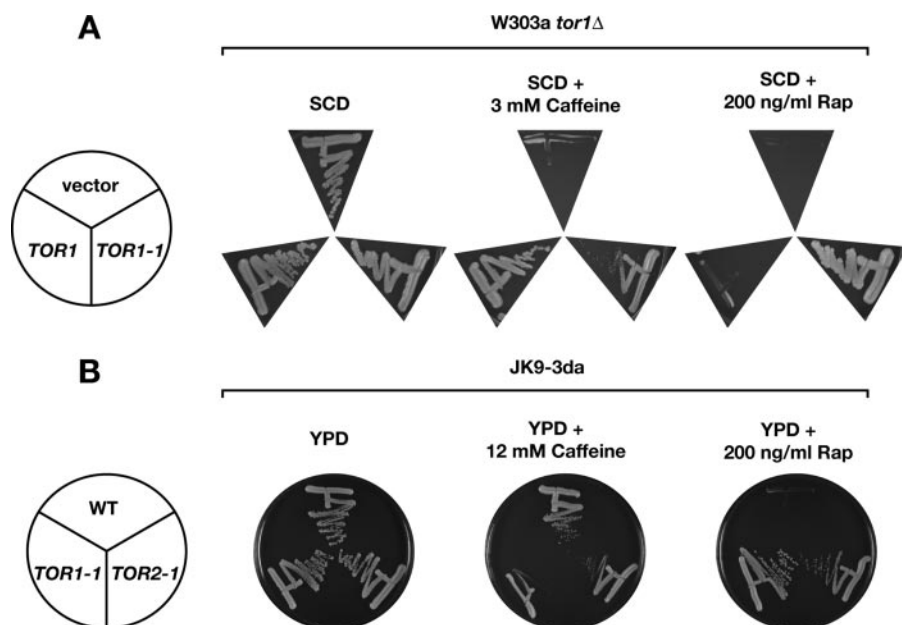 A
W303a tor1Δ
SCD
SCD +
3 mM Caffeine
SCD +
200 ng/ml Rap
vector
TOR1
TOR1-1
B
JK9-3da
YPD
YPD +
12 mM Caffeine
YPD +
200 ng/ml Rap
WT
TOR1-1
TOR2-1